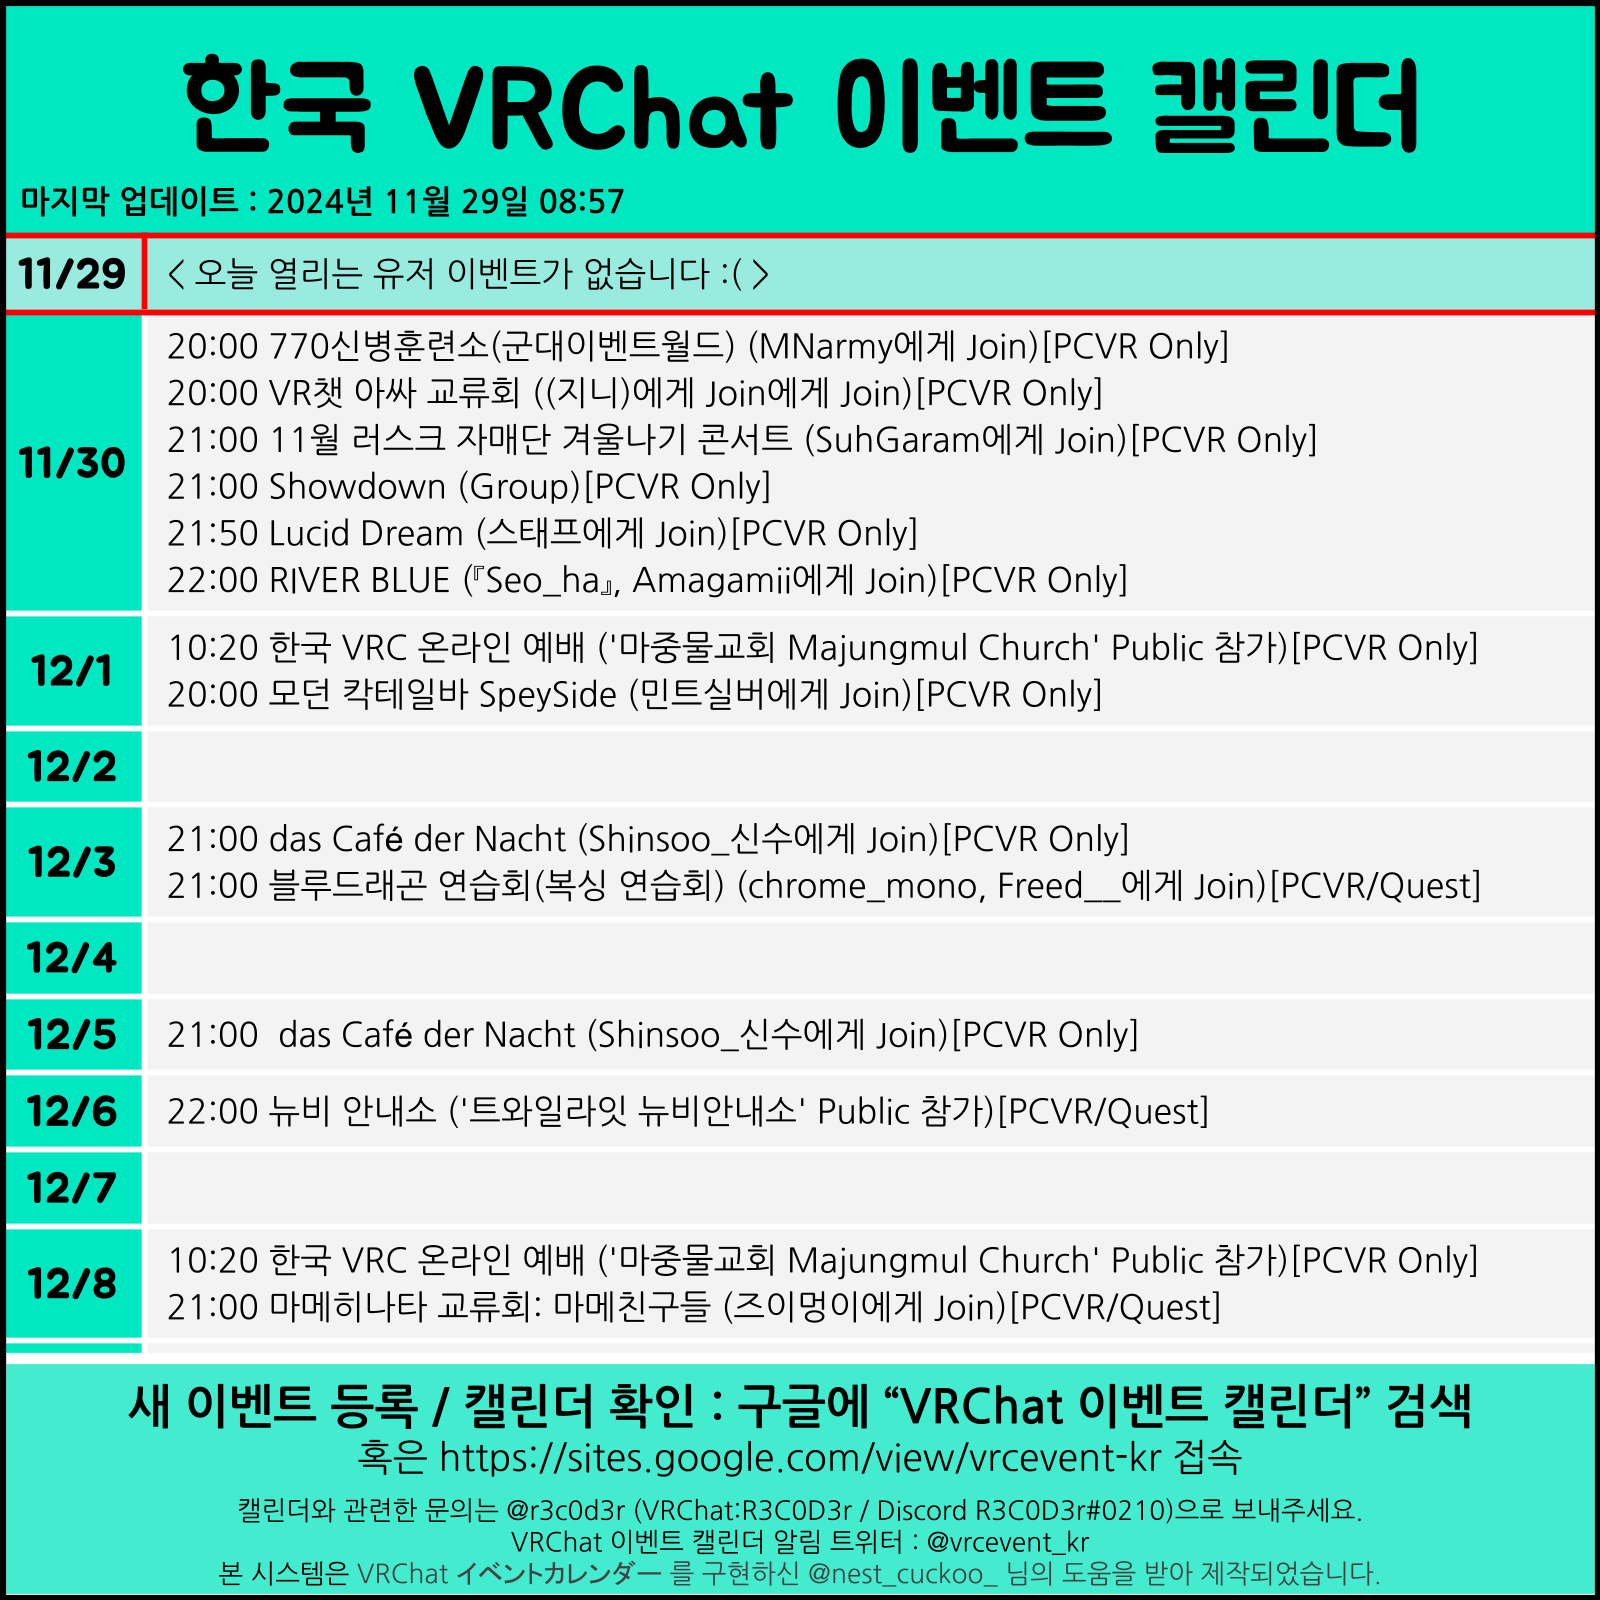 한국 VRChat 이벤트 캘린더
마지막 업데이트 : 2024년 11월 29일 08:57
11/29
< 오늘 열리는 유저 이벤트가 없습니다 :( >
11/30
20:00 770신병훈련소(군대이벤트월드) (MNarmy에게 Join)[PCVR Only]
20:00 VR챗 아싸 교류회 ((지니)에게 Join에게 Join)[PCVR Only]
21:00 11월 러스크 자매단 겨울나기 콘서트 (SuhGaram에게 Join)[PCVR Only]
21:00 Showdown (Group)[PCVR Only]
21:50 Lucid Dream (스태프에게 Join)[PCVR Only]
22:00 RIVER BLUE (『Seo_ha』, Amagamii에게 Join)[PCVR Only]
12/1
10:20 한국 VRC 온라인 예배 ('마중물교회 Majungmul Church' Public 참가)[PCVR Only]
20:00 모던 칵테일바 SpeySide (민트실버에게 Join)[PCVR Only]
12/2
12/3
21:00 das Café der Nacht (Shinsoo_신수에게 Join)[PCVR Only]
21:00 블루드래곤 연습회(복싱 연습회) (chrome_mono, Freed__에게 Join)[PCVR/Quest]
12/4
12/5
21:00  das Café der Nacht (Shinsoo_신수에게 Join)[PCVR Only]
12/6
22:00 뉴비 안내소 ('트와일라잇 뉴비안내소' Public 참가)[PCVR/Quest]
12/7
12/8
10:20 한국 VRC 온라인 예배 ('마중물교회 Majungmul Church' Public 참가)[PCVR Only]
21:00 마메히나타 교류회: 마메친구들 (즈이멍이에게 Join)[PCVR/Quest]
새 이벤트 등록 / 캘린더 확인 : 구글에 “VRChat 이벤트 캘린더” 검색
혹은 https://sites.google.com/view/vrcevent-kr 접속
캘린더와 관련한 문의는 @r3c0d3r (VRChat:R3C0D3r / Discord R3C0D3r#0210)으로 보내주세요.
VRChat 이벤트 캘린더 알림 트위터 : @vrcevent_kr
본 시스템은 VRChat イベントカレンダー 를 구현하신 @nest_cuckoo_ 님의 도움을 받아 제작되었습니다.